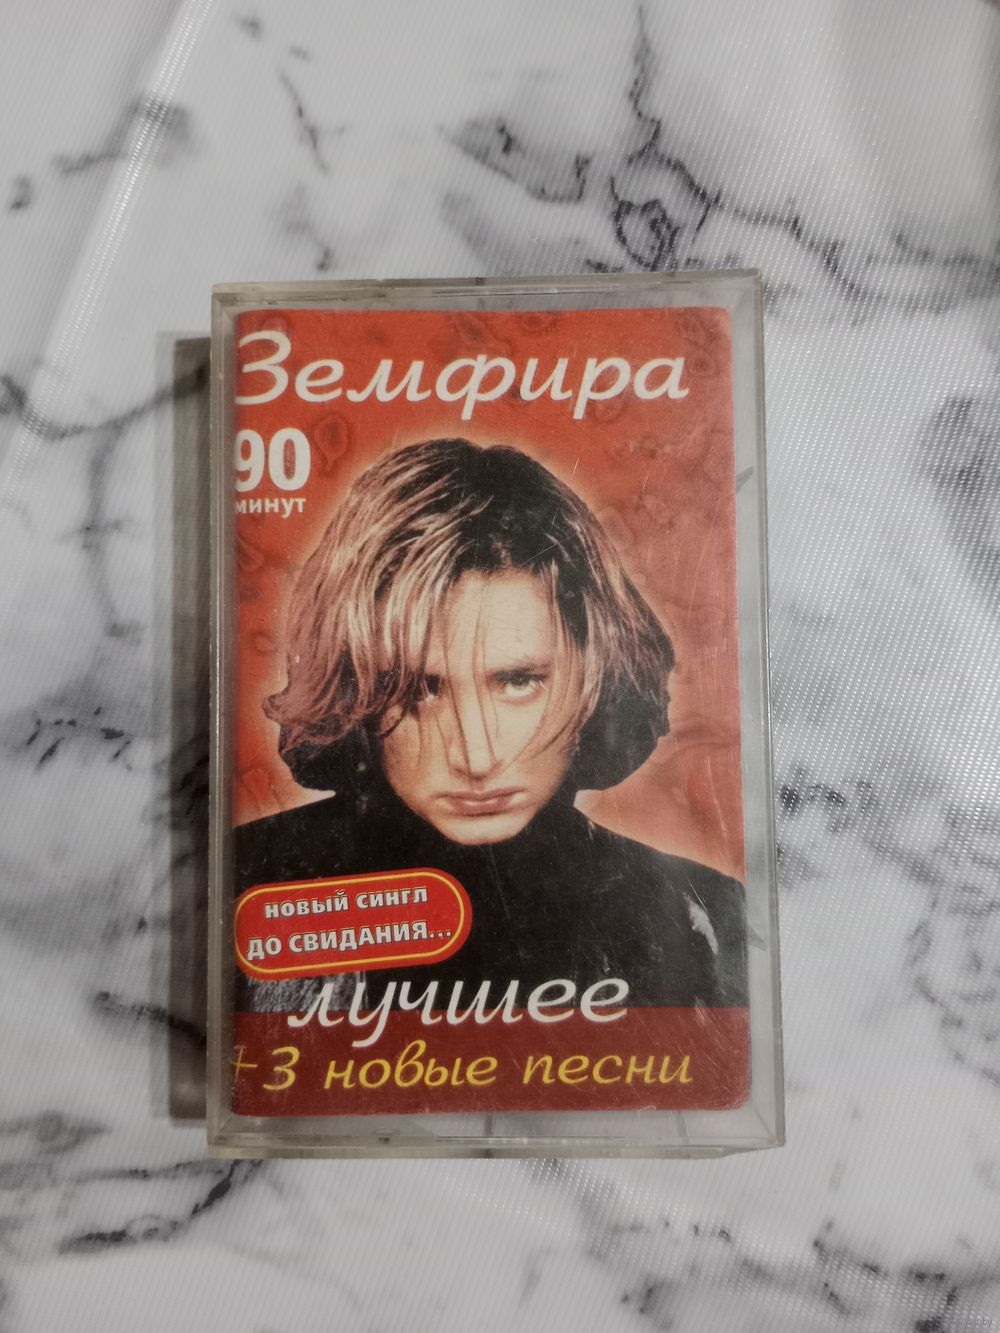 Земфира
90
минут
новый сингл
до свидания...
лучшее
+3 новые песни